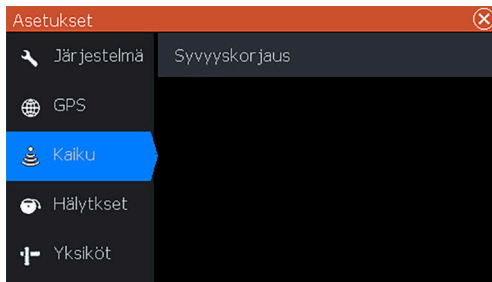 Asetukset
Järjestelmä
Syvyyskorjaus
GPS
Kaiku
Hälytkset
Yksiköt